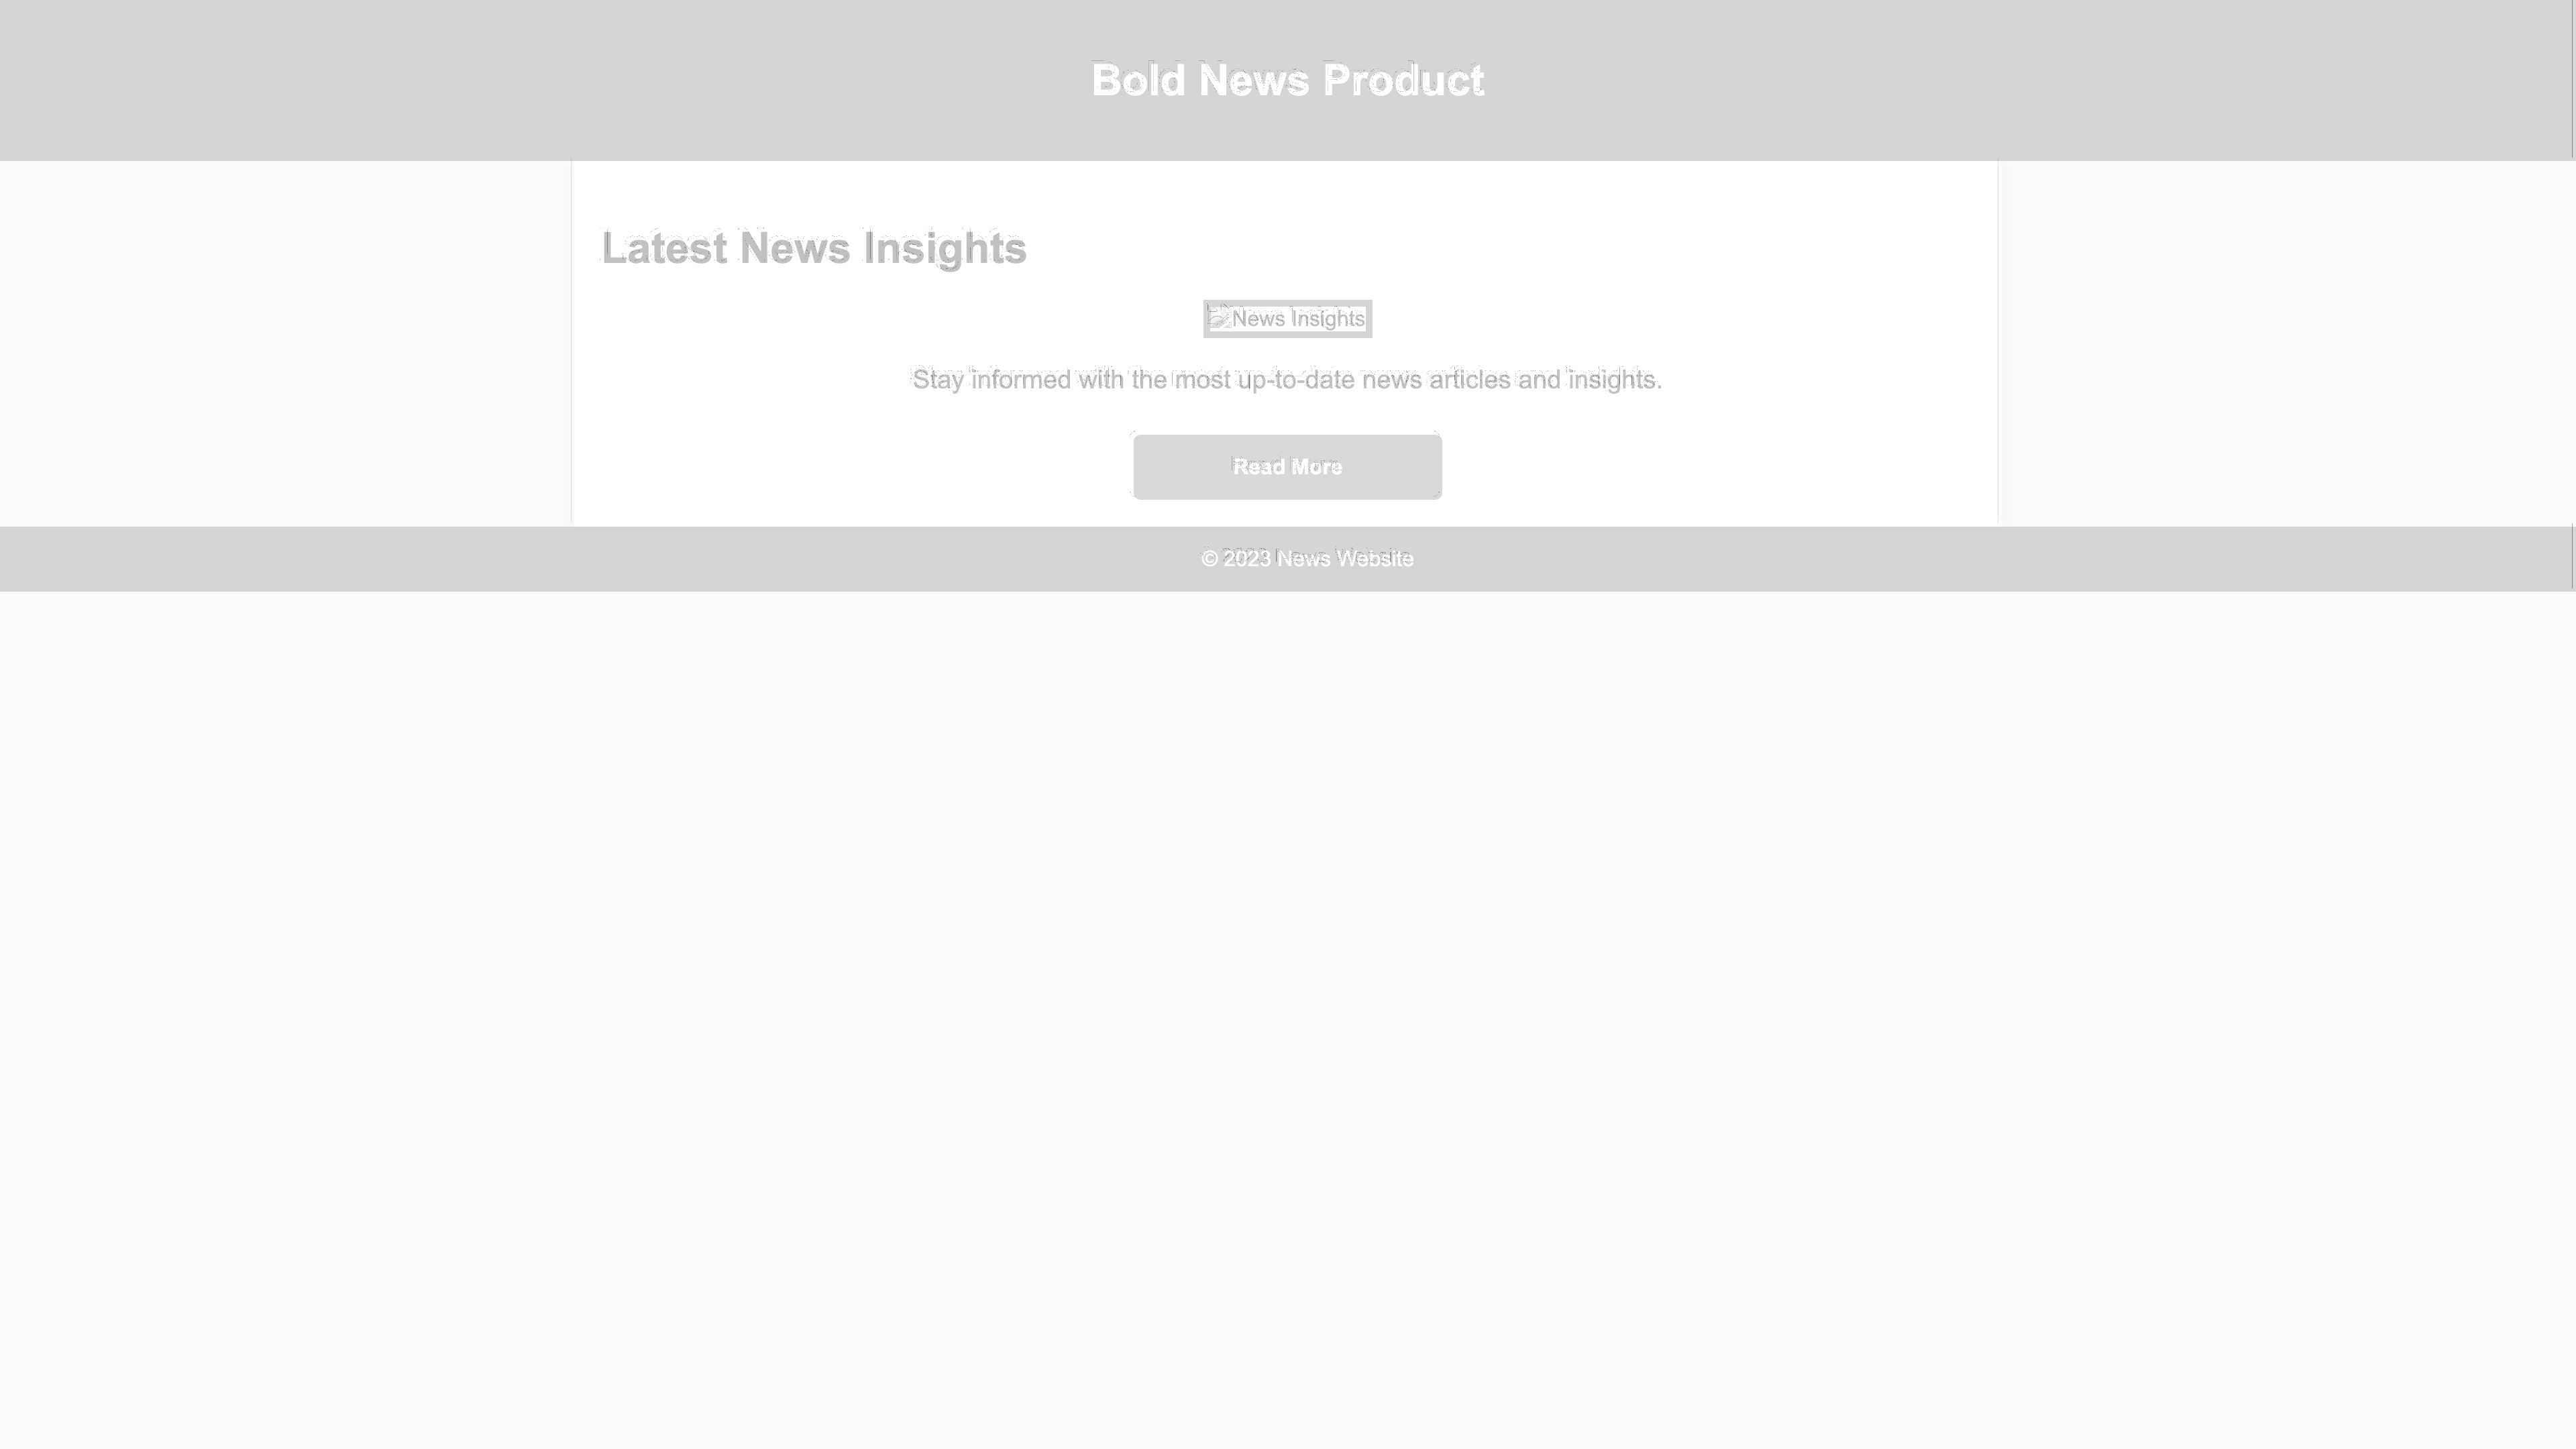 Bold News Product
Latest News Insights
News Insights
Stay informed with the most up-to-date news articles and insights.
Read More
© 2023 News Website